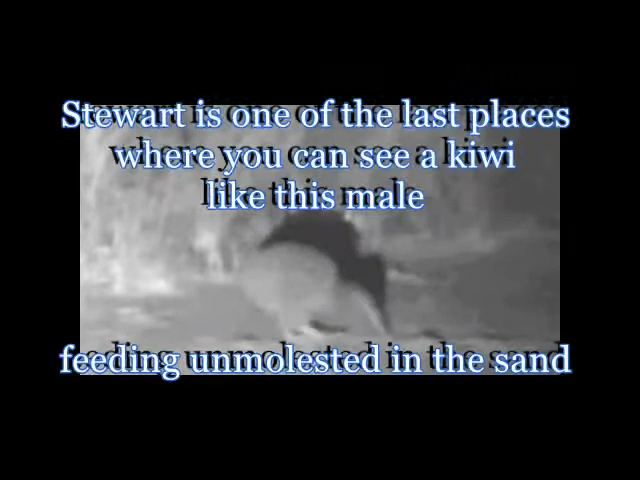 Stewart is one of the last places
where you can see a kiwi
like this male
feeding unmolested in the sand